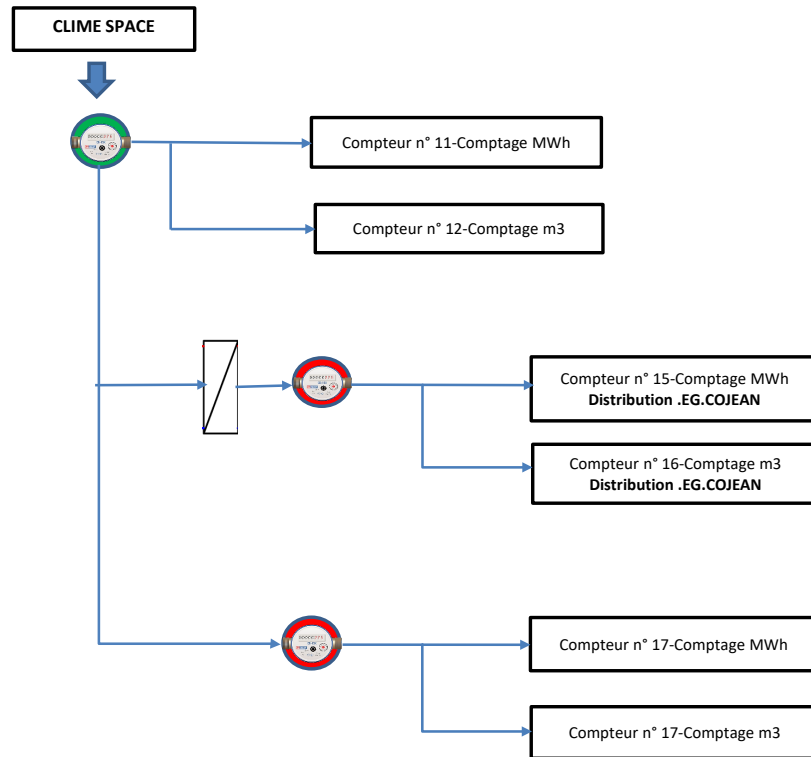 CLIME SPACE
Compteur n° 11-Comptage MWh
Compteur n° 12-Comptage m3
Compteur n° 15-Comptage MWh
Distribution .EG.COJEAN
Compteur n° 16-Comptage m3
Distribution .EG.COJEAN
Compteur n° 17-Comptage MWh
Compteur n° 17-Comptage m3